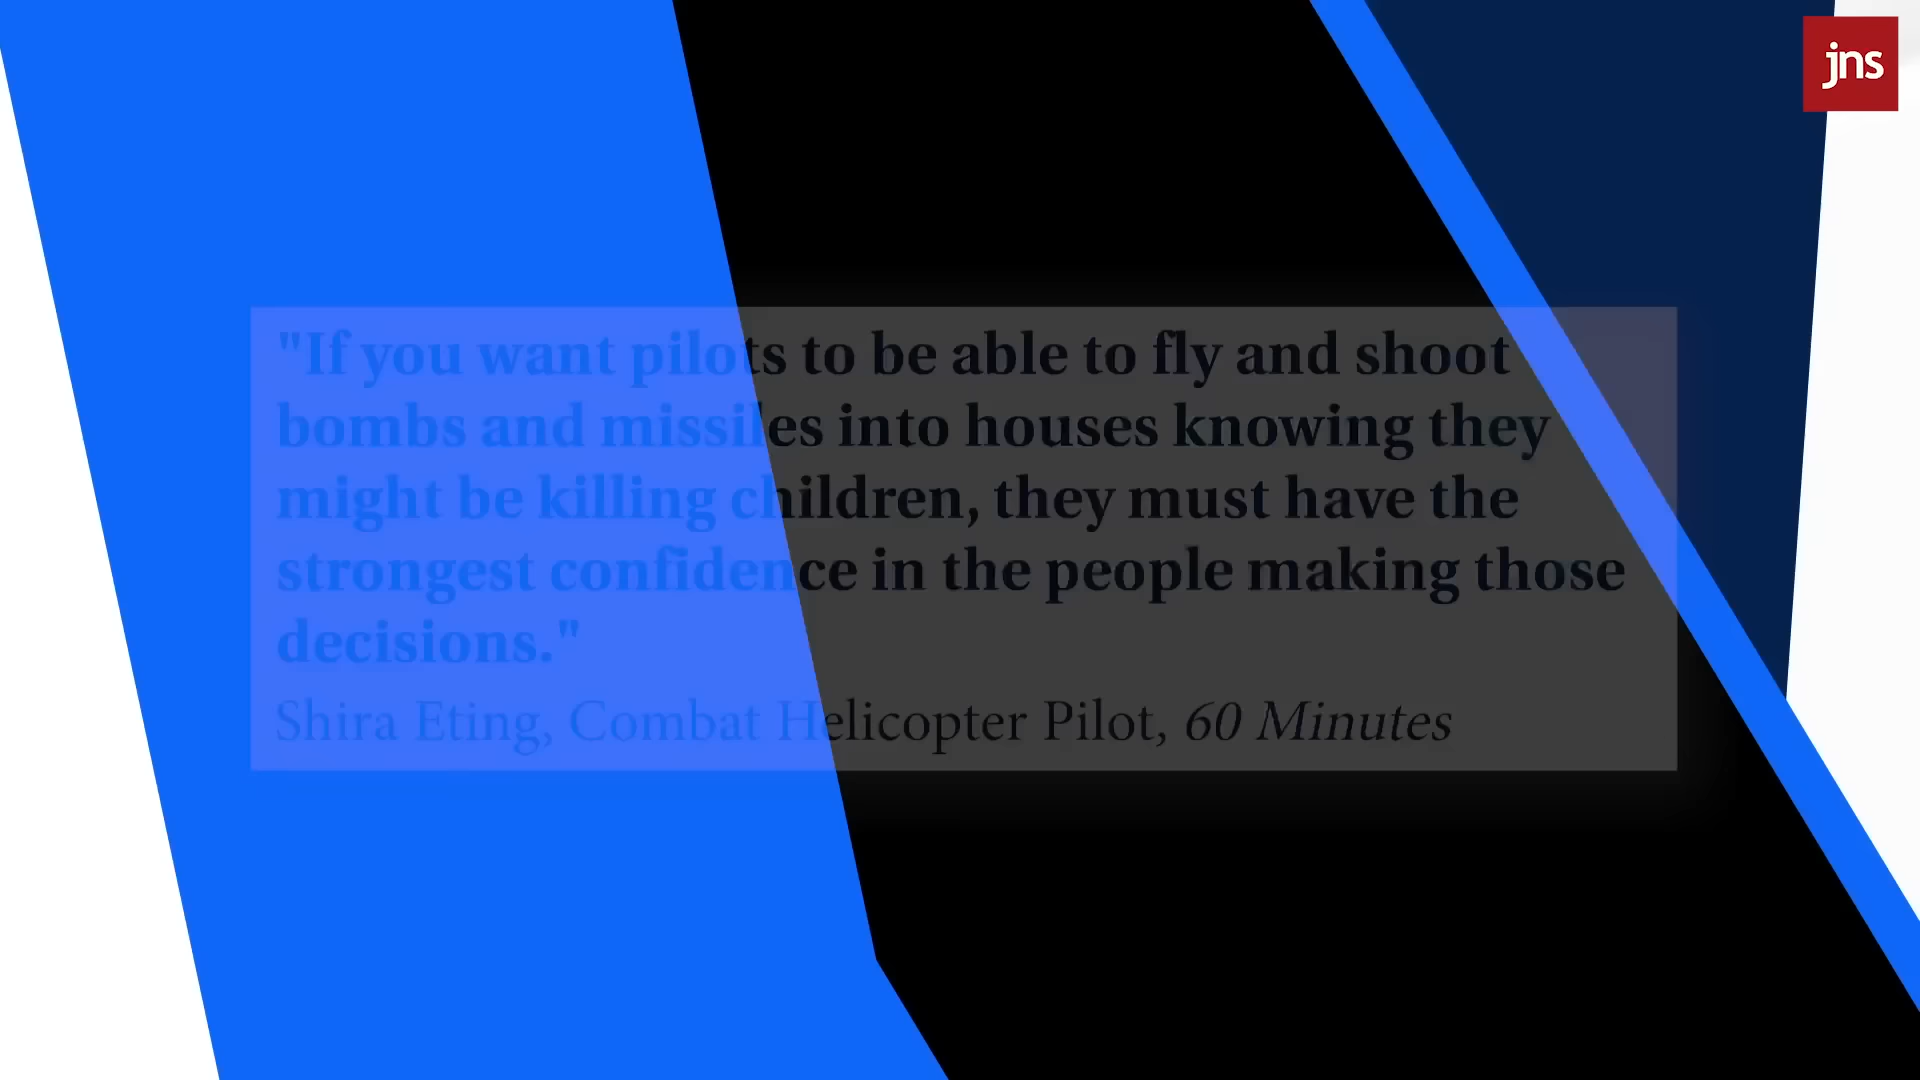 jns
"If you want pilots to be able to fly and shoot
bombs and missiles into houses knowing they
might be killing children, they must have the
strongest confidence in the people making those
decisions."
Shira Eting, Combat Helicopter Pilot, 60 Minutes